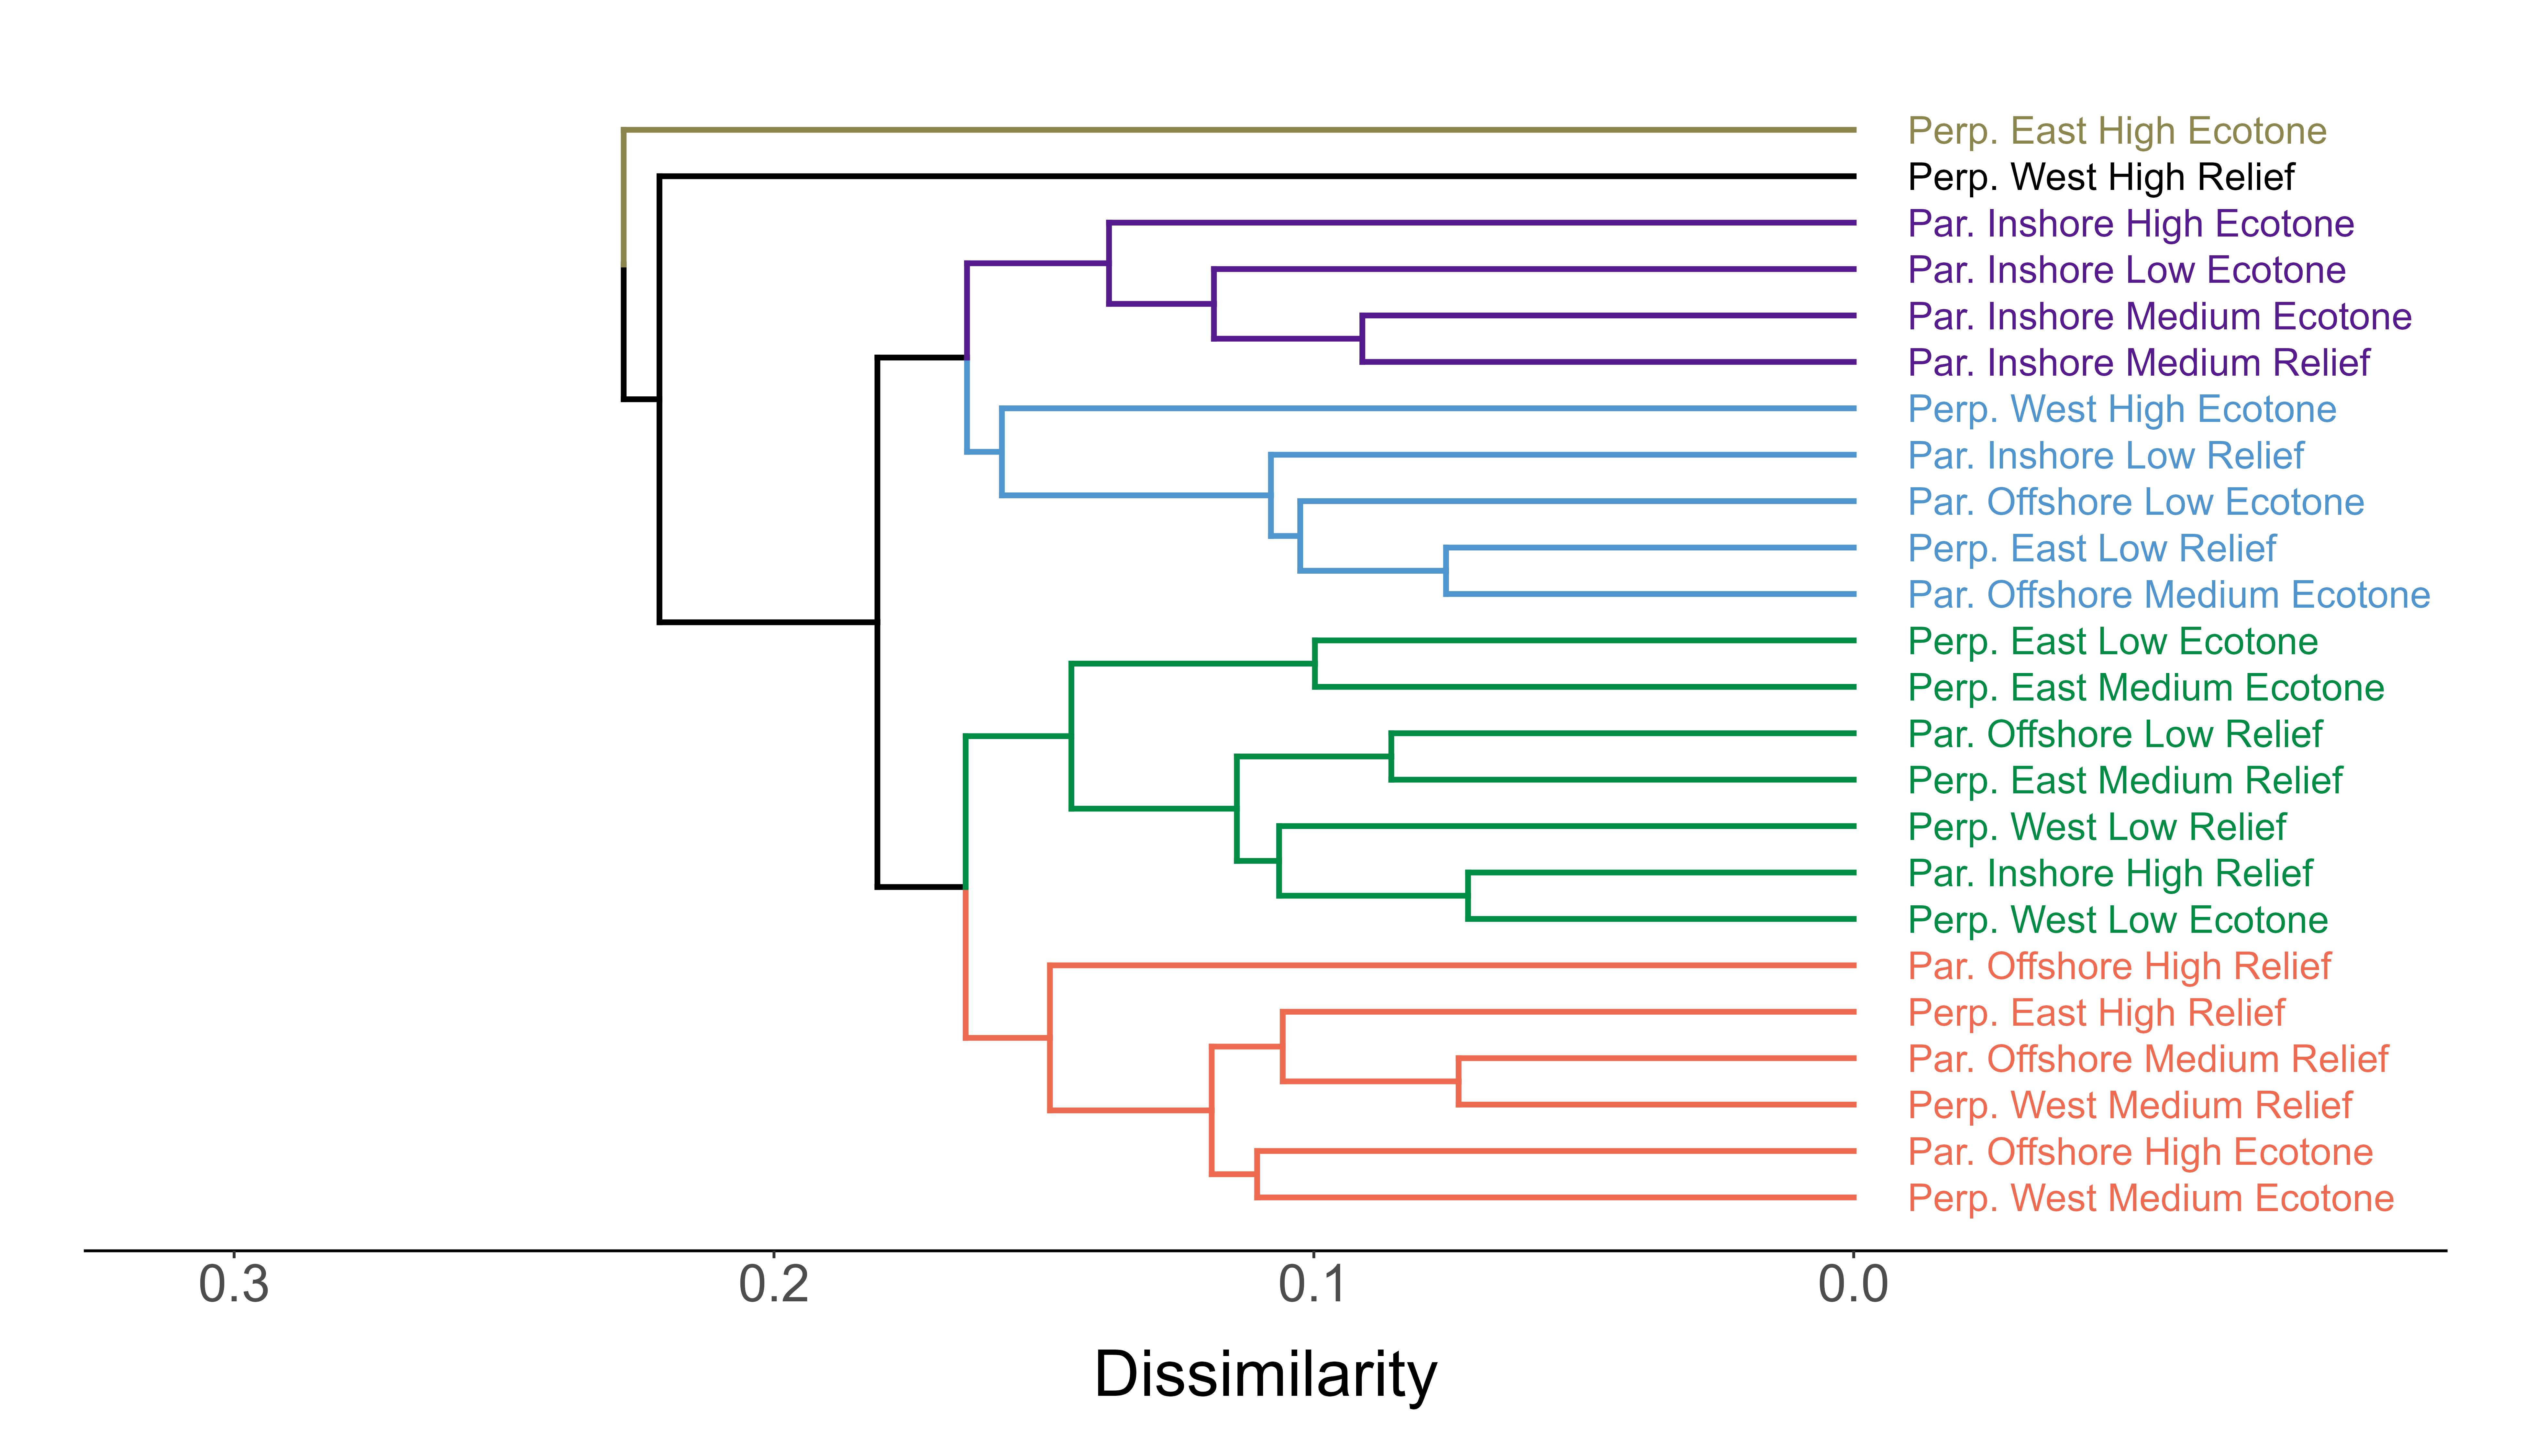 Perp. East High Ecotone
Perp. West High Relief
Par. Inshore High Ecotone
Par. Inshore Low Ecotone
Par. Inshore Medium Ecotone
Par. Inshore Medium Relief
Perp. West High Ecotone
Par. Inshore Low Relief
Par. Offshore Low Ecotone
Perp. East Low Relief
Par. Offshore Medium Ecotone
Perp. East Low Ecotone
Perp. East Medium Ecotone
Par. Offshore Low Relief
Perp. East Medium Relief
Perp. West Low Relief
Par. Inshore High Relief
Perp. West Low Ecotone
Par. Offshore High Relief
Perp. East High Relief
Par. Offshore Medium Relief
Perp. West Medium Relief
Par. Offshore High Ecotone
Perp. West Medium Ecotone
0.3 0.2 0.1 0.0
Dissimilarity